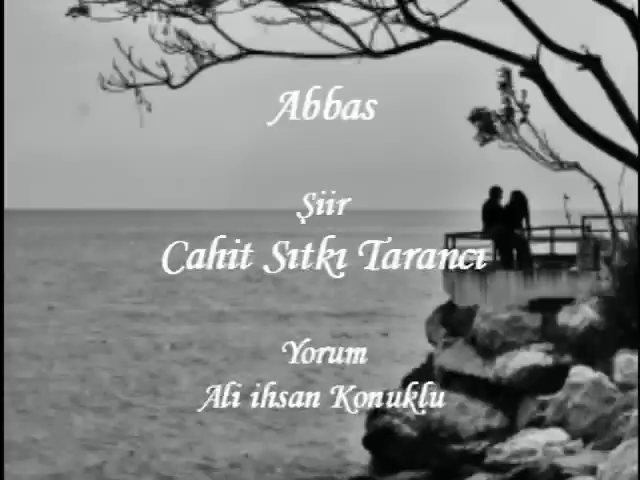 Abbas
Şiir
Cahit Sıtkı Tarancı
Yorum
Ali ihsan Konuklu